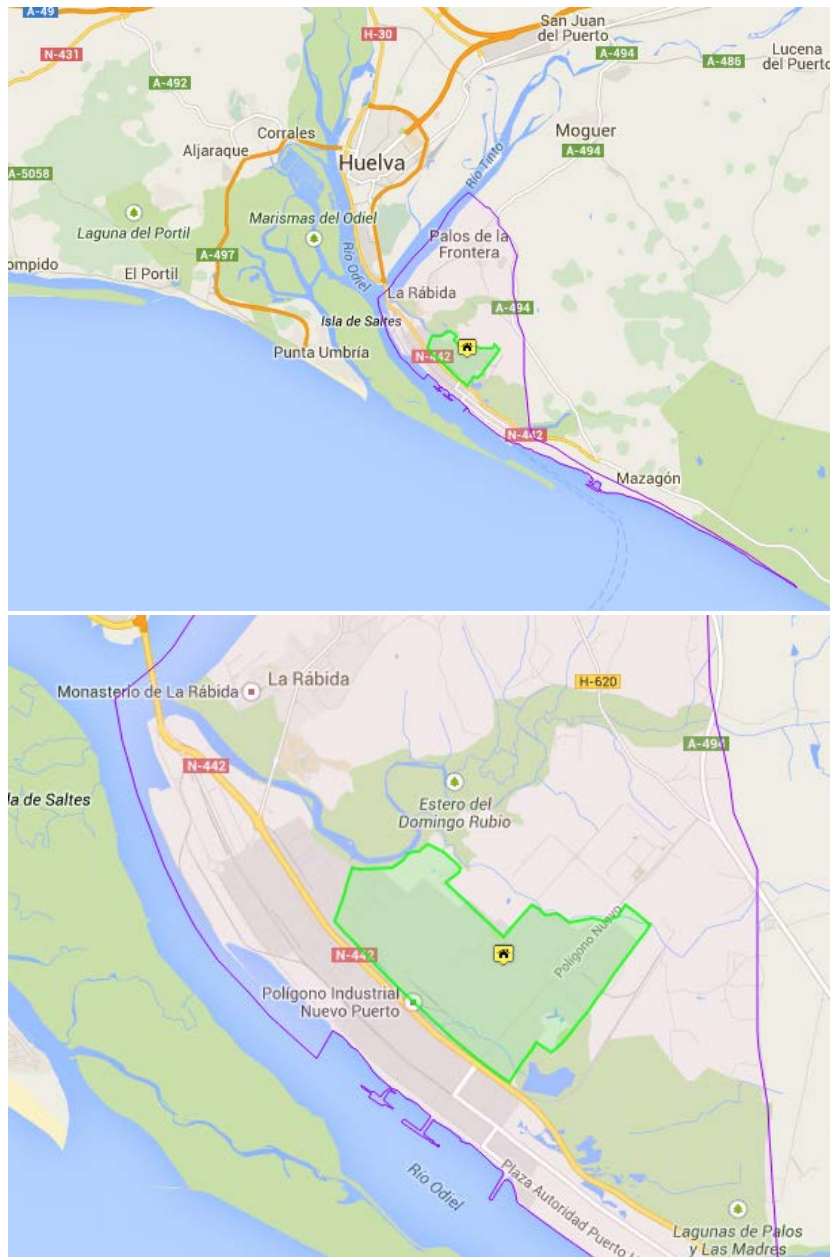 A-49
H-30
San Juan
del Puerto
N-431
A-494
A-486
Lucena
del Puerto
A-492
Corrales
Moguer
Aljaraque
Huelva
A-494
A-5058
Río Tinto
Laguna del Portil
Marismas del Odiel
Palos de la
Frontera
A-497
Río Odiel
ompido
El Portil
La Rábida
A-494
Isla de Saltes
Punta Umbría
N-442
N-442
Mazagón
La Rábida
Monasterio de La Rábida
H-620
A-494
N-442
la de Saltes
Estero del
Domingo Rubio
Polígono Nuevo
N-442
Polígono Industrial
Nuevo Puerto
Río Odiel
Plaza Autoridad Puerto
Lagunas de Palos
y Las Madres